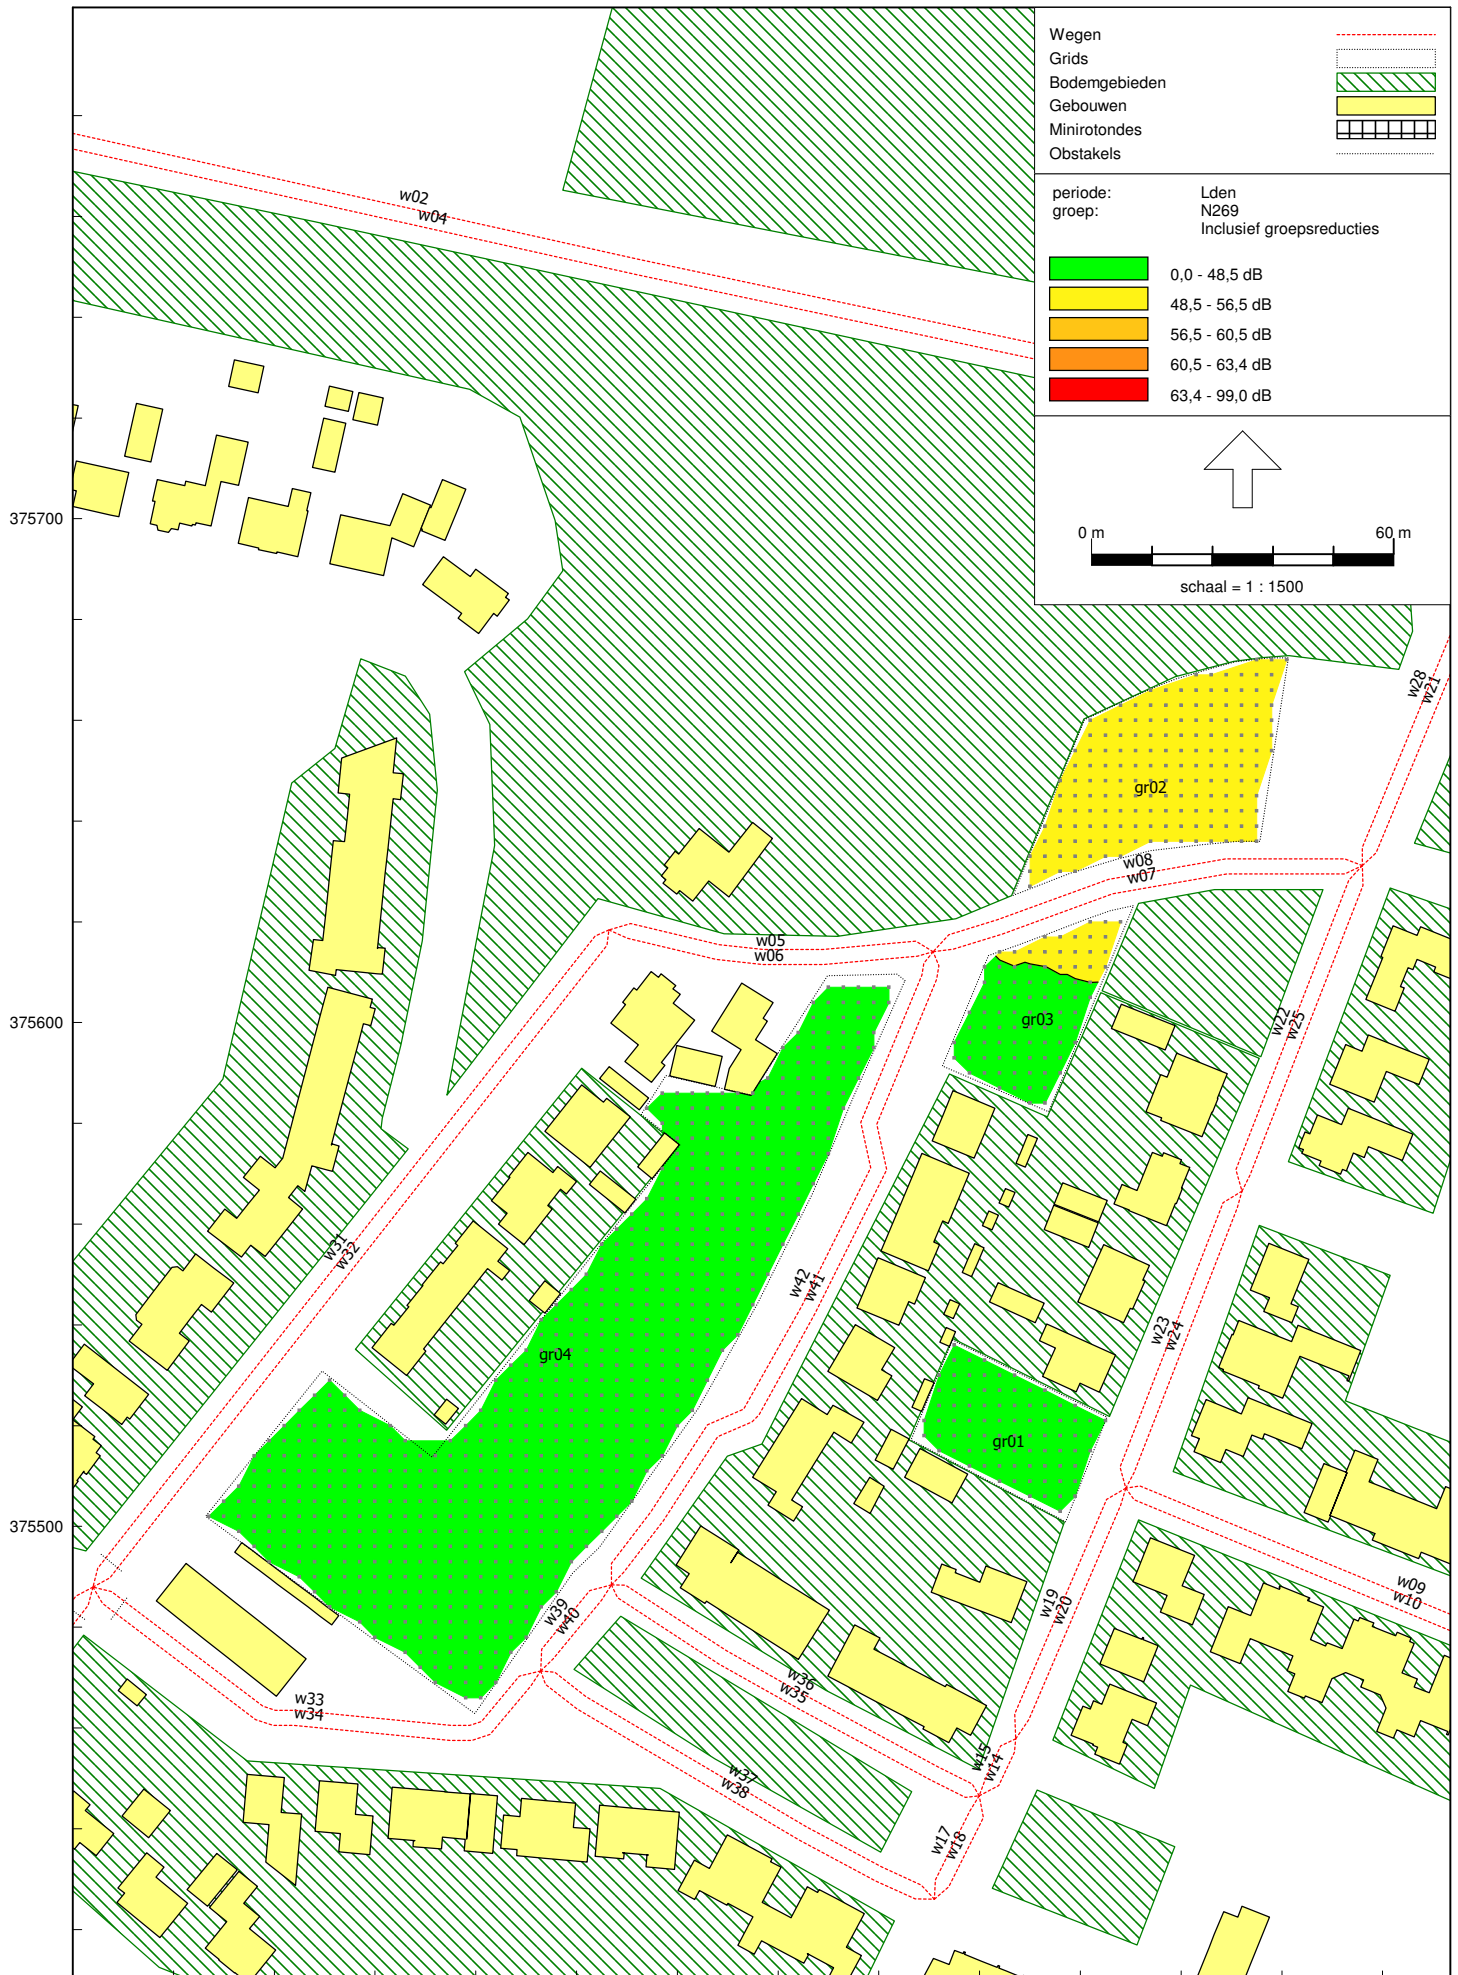 Wegen
Grids
Bodemgebieden
Gebouwen
Minirotondes
Obstakels
periode: Lden
groep: N269
Inclusief groepsreducties
0,0 - 48,5 dB
48,5 - 56,5 dB
56,5 - 60,5 dB
60,5 - 63,4 dB
63,4 - 99,0 dB
0 m 60 m
schaal = 1 : 1500
w02
w04
375700
w28
w21
gr02
w08
w07
w05
w06
375600
gr03
w22
w25
w31
w32
w42
w41
w23
w24
gr04
gr01
375500
w09
w10
w39
w40
w19
w20
w36
w35
w33
w34
w15
w14
w37
w38
w17
w18